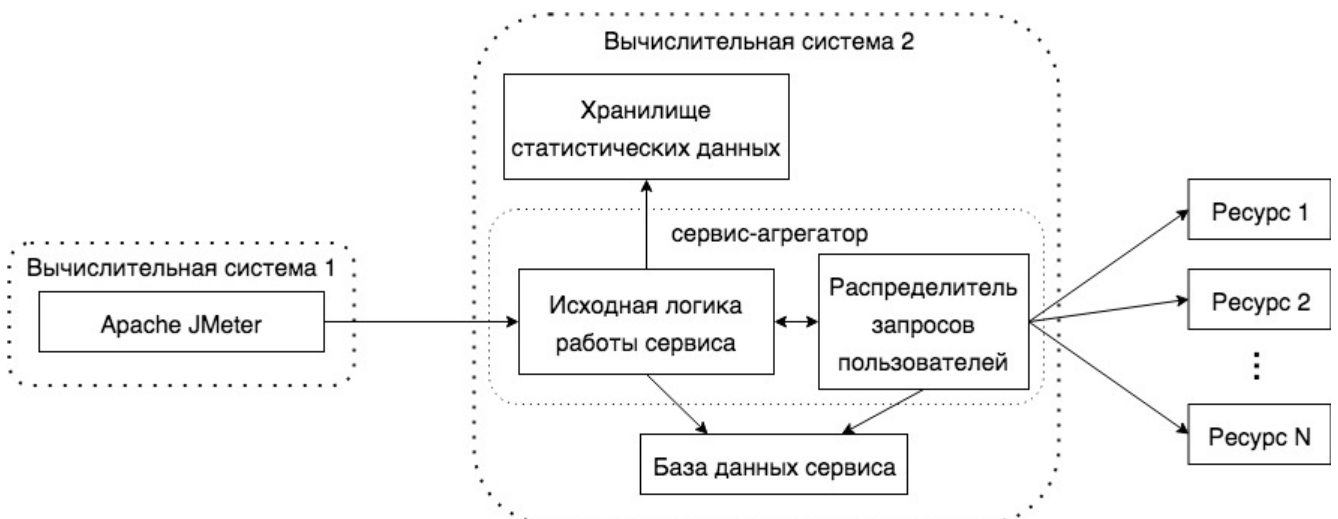 Вычислительная система 2
Хранилище
статистических данных
Ресурс 1
сервис-агрегатор
Вычислительная система 1
Apache JMeter
Исходная логика
работы сервиса
Распределитель
запросов
пользователей
Ресурс 2
Ресурс N
База данных сервиса